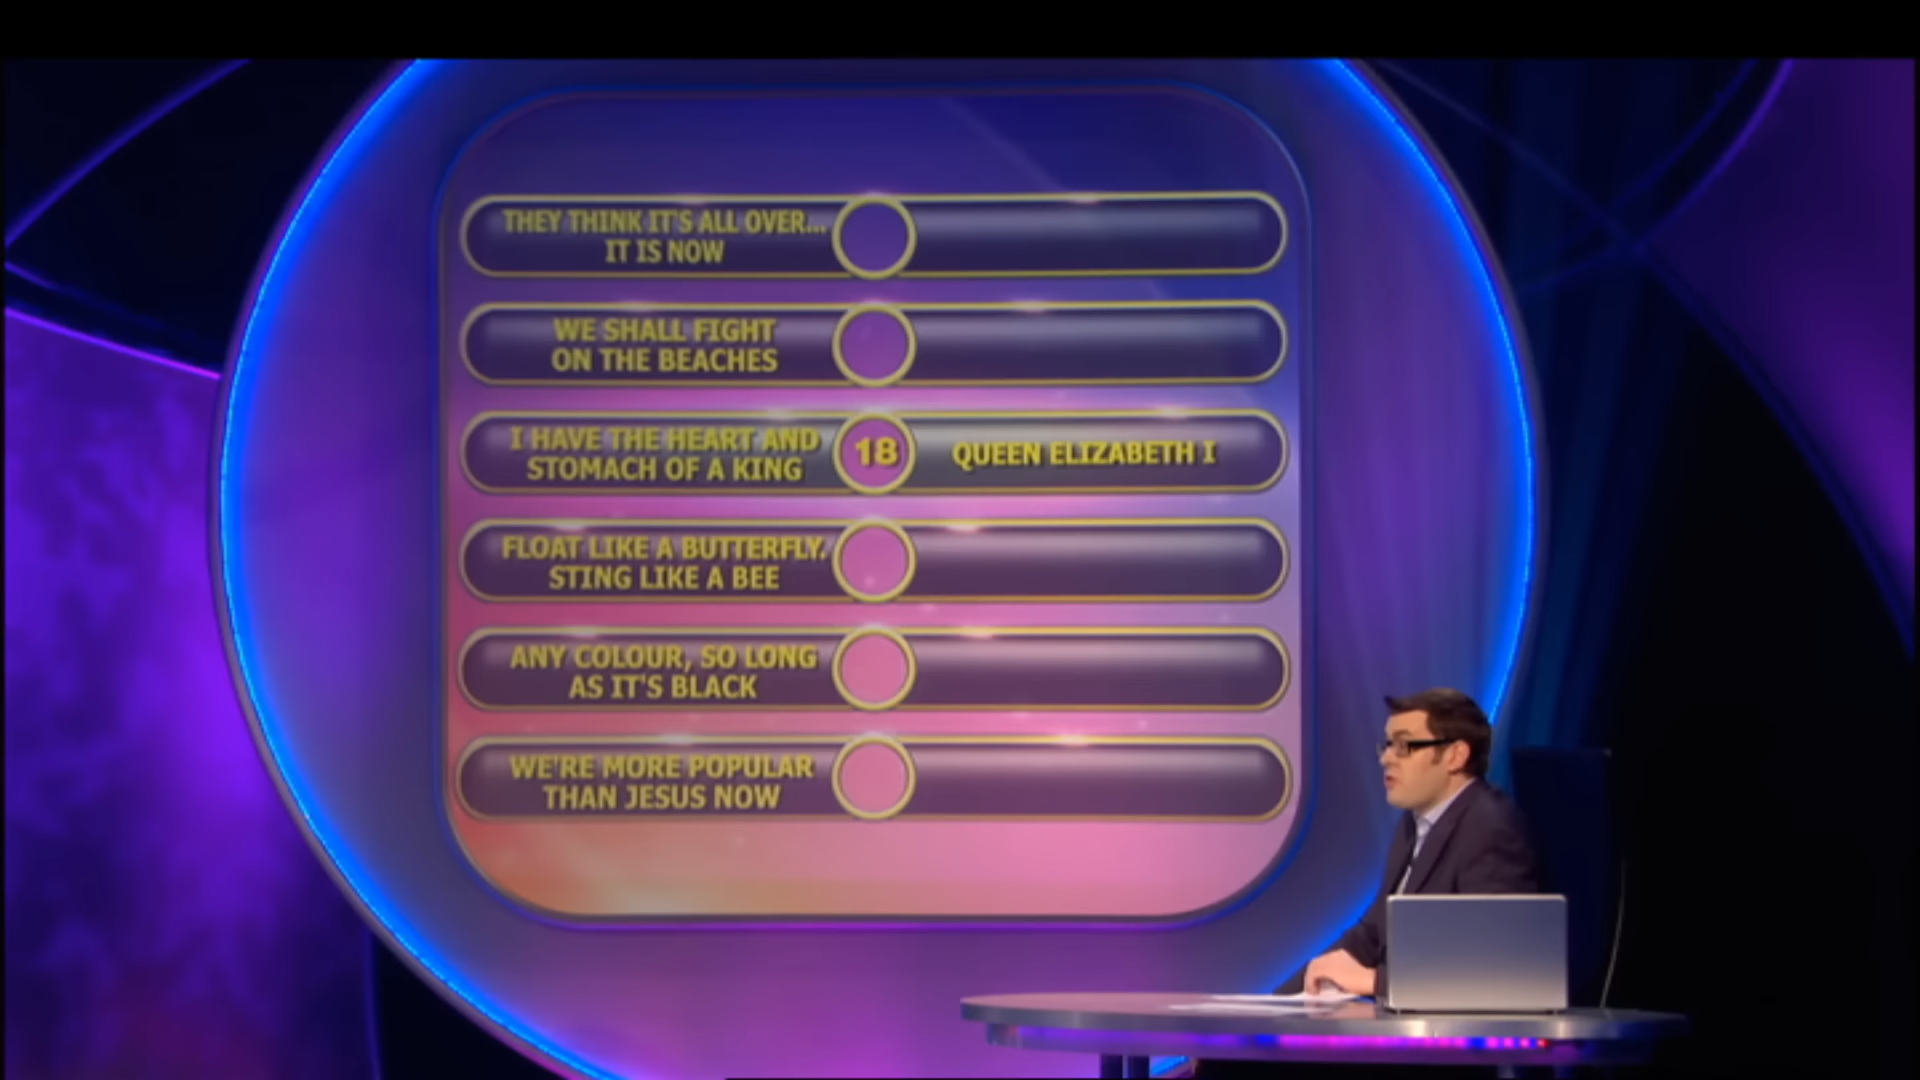 THEY THINK IT'S ALL OVER...
IT IS NOW
WE SHALL FIGHT
ON THE BEACHES
I HAVE THE HEART AND
STOMACH OF A KING
18
QUEEN ELIZABETH I
FLOAT LIKE A BUTTERFLY,
STING LIKE A BEE
ANY COLOUR, SO LONG
AS IT'S BLACK
WE'RE MORE POPULAR
THAN JESUS NOW